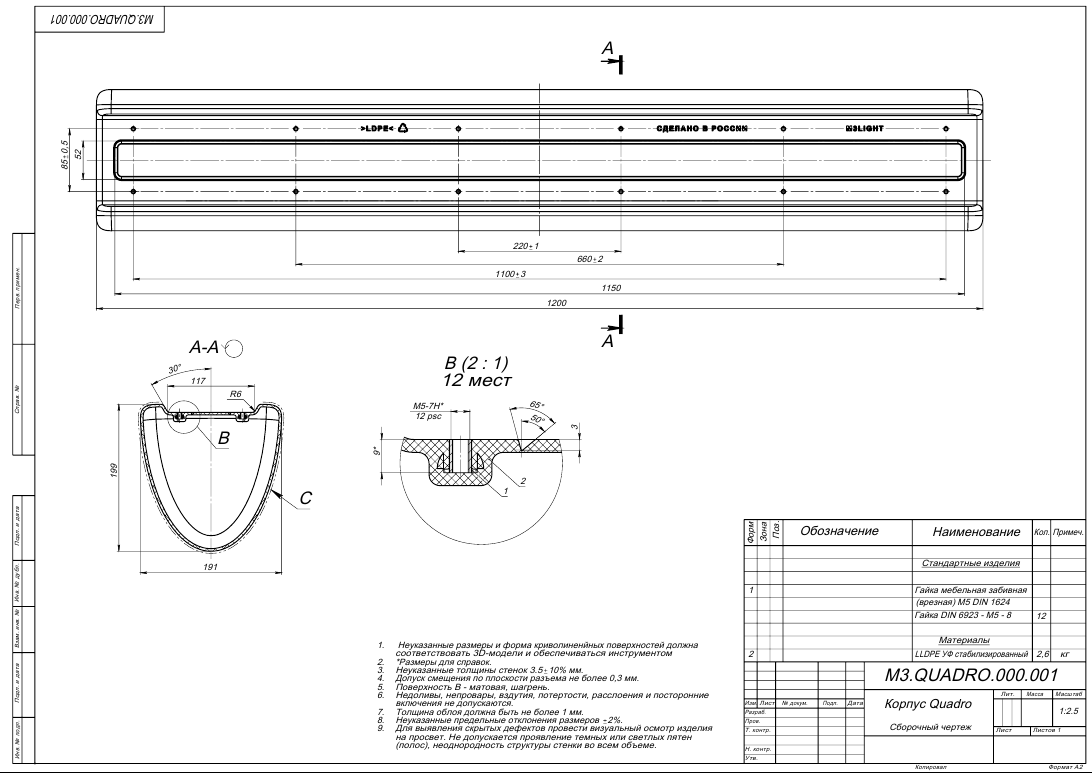 M3.QUADRO.000.001
A
>LDPE<
СДЕЛАНО В РОССИИ
M3LIGHT
85±0,5
52
220±1
660±2
1100±3
1150
1200
A
Перв. примен.
Справ. №
Подп. и дата
Инв. № дубл.
Взам. инв. №
Подп. и дата
Инв. № подл.
A-A
30°
117
R6
B
199
C
191
B (2 : 1)
12 мест
M5-7H*
12 psc
65°
50°
3
9*
2
1
1. Неуказанные размеры и форма криволинейных поверхностей должна
соответствовать 3D-модели и обеспечиваться инструментом
2. *Размеры для справок.
3. Неуказанные толщины стенок 3.5±10% мм.
4. Допуск смещения по плоскости разъема не более 0,3 мм.
5. Поверхность В - матовая, шагрень.
6. Недоливы, непровары, вздутия, потертости, расслоения и посторонние
включения не допускаются.
7. Толщина облоя должна быть не более 1 мм.
8. Неуказанные предельные отклонения размеров ±2%.
9. Для выявления скрытых дефектов провести визуальный осмотр изделия
на просвет. Не допускается проявление темных или светлых пятен
(полос), неоднородность структуры стенки во всем объеме.
Форм
Зона
Поз.
Обозначение
Наименование
Кол.
Примеч.
Стандартные изделия
1 Гайка мебельная забивная
(врезная) М5 DIN 1624
Гайка DIN 6923 - M5 - 8 12
Материалы
2 LLDPE УФ стабилизированный 2,6 кг
M3.QUADRO.000.001
Изм Лист № докум. Подп. Дата
Разраб.
Пров.
Т. контр.
Н. контр.
Утв.
Корпус Quadro
Сборочный чертеж
Лит. Масса Масштаб
1:2.5
Лист Листов 1
Копировал
Формат А2